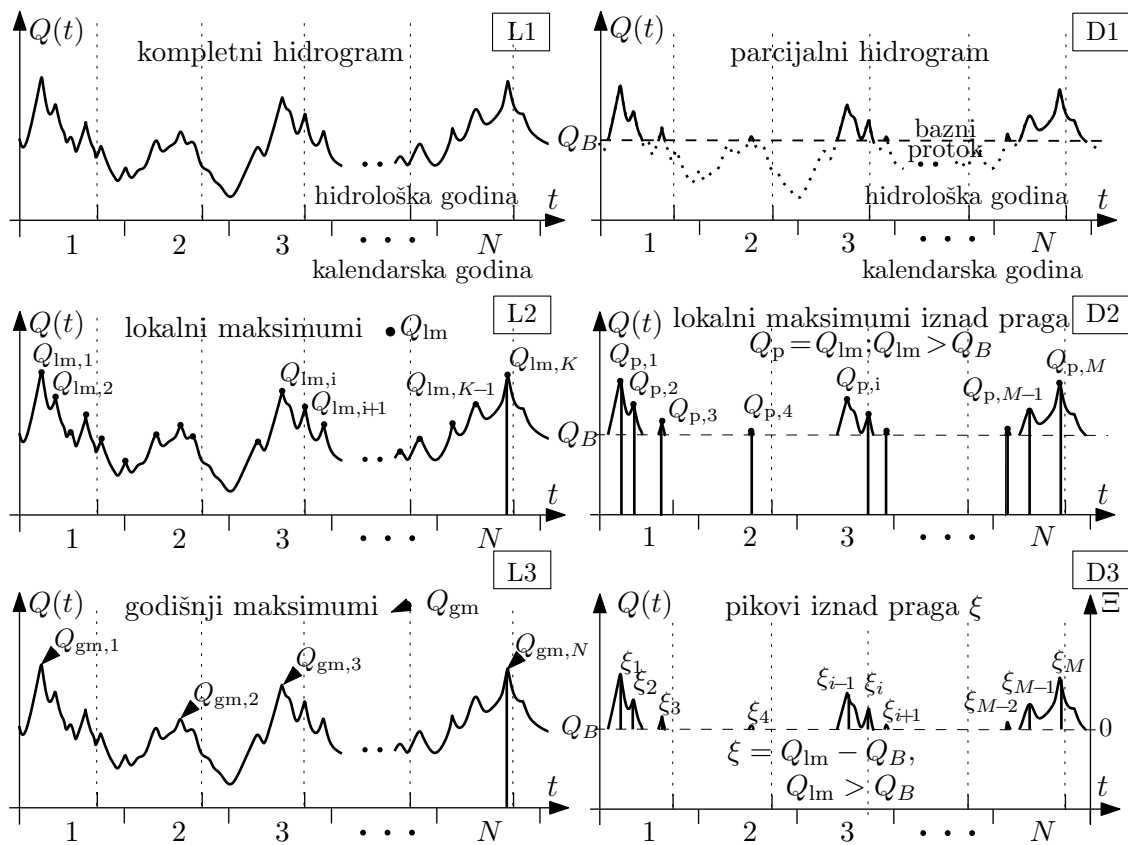 Q(t)
kompletni hidrogram
L1
hidrološka godina
t
1 2 3 • • • N
kalendarska godina
Q(t)
parcijalni hidrogram
D1
Q_B
bazni
protok
• •
hidrološka godina
t
1 2 3 • • • N
kalendarska godina
Q(t)
lokalni maksimumi • Q_lm
L2
Q_lm,1
Q_lm,2
Q_lm,i
Q_lm,i+1
Q_lm,K−1
Q_lm,K
• •
t
1 2 3 • • • N
Q(t)
lokalni maksimumi iznad praga
D2
Q_p = Q_lm; Q_lm > Q_B
Q_p,1
Q_p,2
Q_p,3
Q_p,4
Q_p,i
Q_p,M−1
Q_p,M
Q_B
t
1 2 3 • • • N
Q(t)
godišnji maksimumi Q_gm
L3
Q_gm,1
Q_gm,2
Q_gm,3
Q_gm,N
• •
t
1 2 3 • • • N
Q(t)
pikovi iznad praga ξ
D3
Ξ
ξ_1
ξ_2
ξ_3
ξ_4
ξ_i−1
ξ_i
ξ_i+1
ξ_M−2
ξ_M−1
ξ_M
Q_B
0
ξ = Q_lm − Q_B,
Q_lm > Q_B
t
1 2 3 • • • N